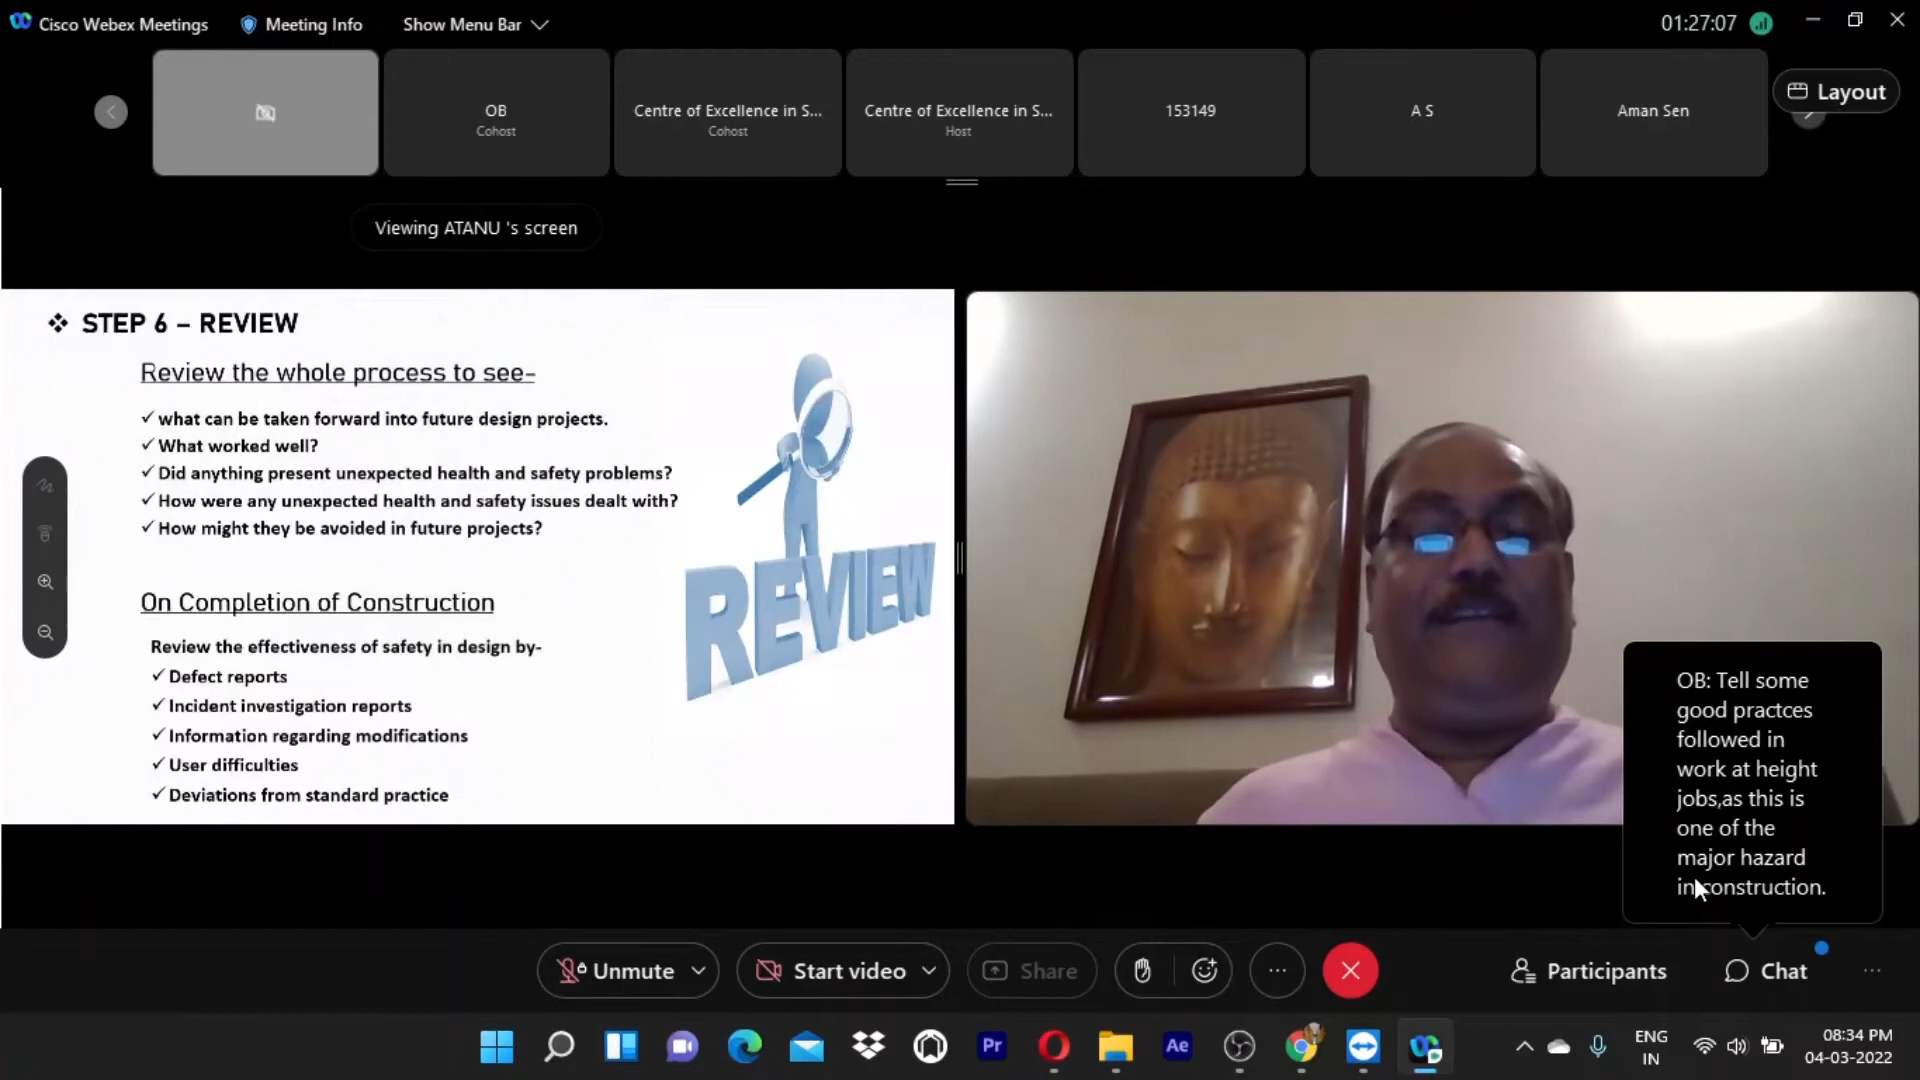 Cisco Webex Meetings
Meeting Info
Show Menu Bar
01:27:07
OB
Cohost
Centre of Excellence in S...
Cohost
Centre of Excellence in S...
Host
153149
A S
Aman Sen
Layout
Viewing ATANU 's screen
❖ STEP 6 – REVIEW
Review the whole process to see-
✓ what can be taken forward into future design projects.
✓ What worked well?
✓ Did anything present unexpected health and safety problems?
✓ How were any unexpected health and safety issues dealt with?
✓ How might they be avoided in future projects?
REVIEW
On Completion of Construction
Review the effectiveness of safety in design by-
✓ Defect reports
✓ Incident investigation reports
✓ Information regarding modifications
✓ User difficulties
✓ Deviations from standard practice
OB: Tell some
good practces
followed in
work at height
jobs,as this is
one of the
major hazard
in construction.
Unmute
Start video
Share
Participants
Chat
Pr
Ae
ENG
IN
08:34 PM
04-03-2022